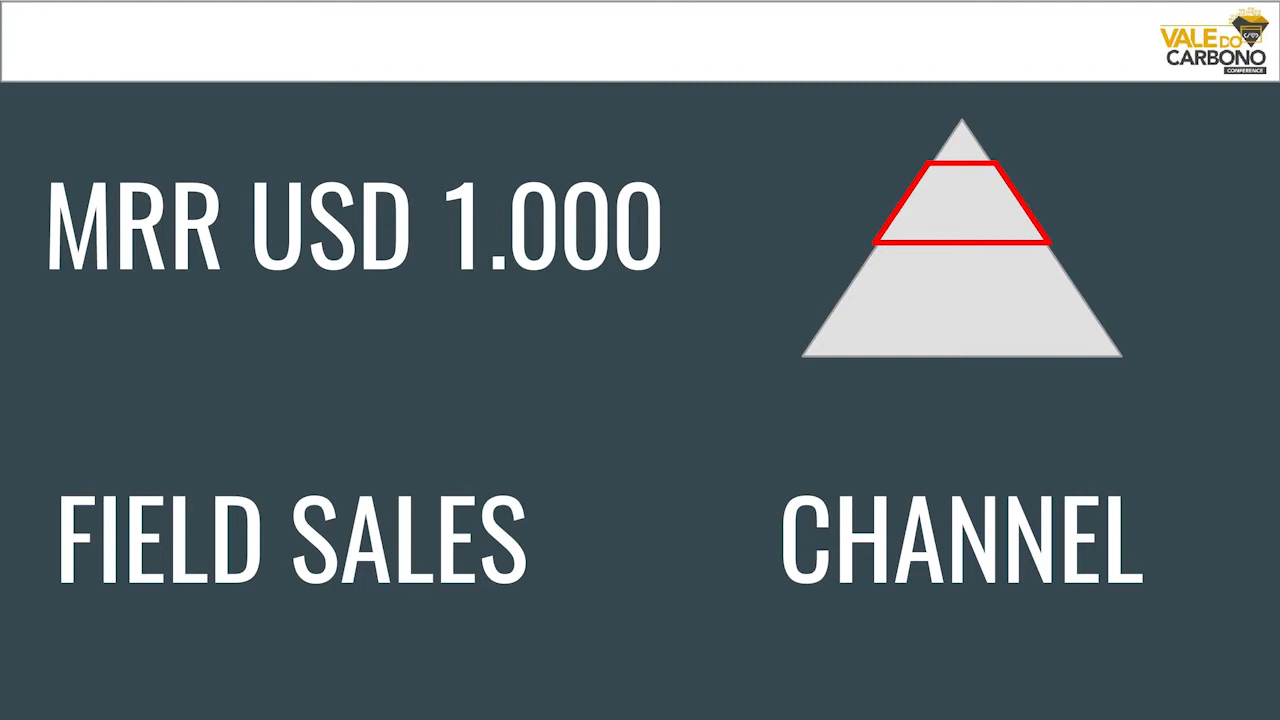 VALE DO
CARBONO
CONFERENCE
MRR USD 1.000
FIELD SALES
CHANNEL